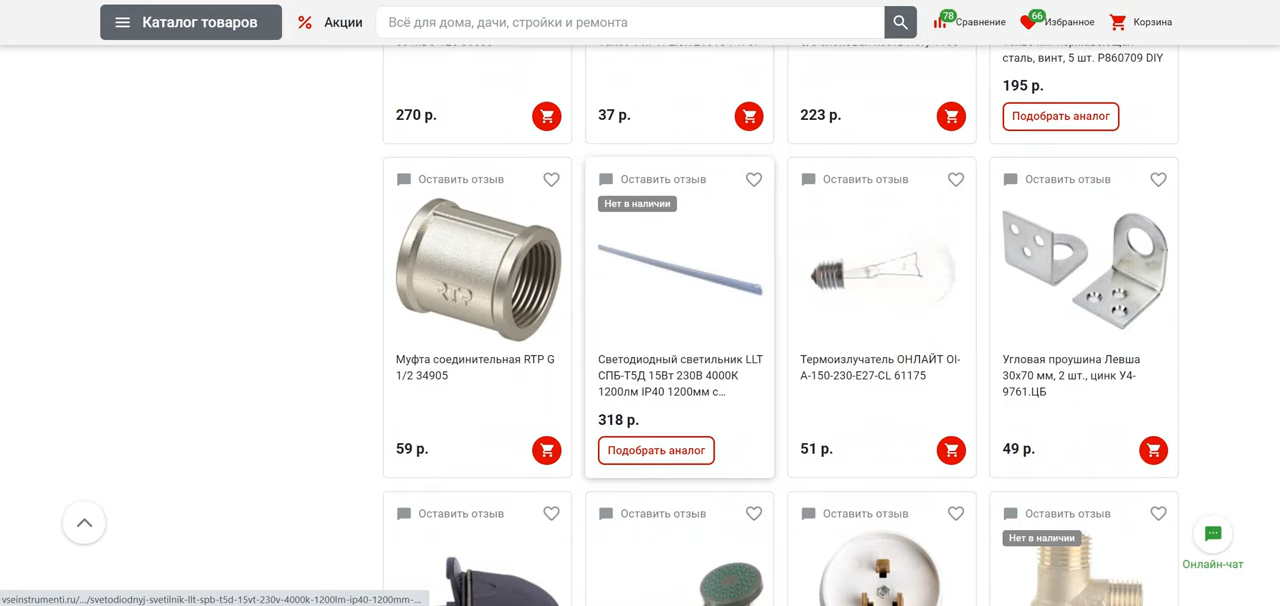 Каталог товаров
Акции
Всё для дома, дачи, стройки и ремонта
78
Сравнение
66
Избранное
Корзина
сталь, винт, 5 шт. P860709 DIY
270 р.
37 р.
223 р.
195 р.
Подобрать аналог
Оставить отзыв
Оставить отзыв
Оставить отзыв
Оставить отзыв
Нет в наличии
RTP
Муфта соединительная RTP G
1/2 34905
Светодиодный светильник LLT
СПБ-Т5Д 15Вт 230В 4000К
1200лм IP40 1200мм с…
Термоизлучатель ОНЛАЙТ OI-
A-150-230-E27-CL 61175
Угловая проушина Левша
30x70 мм, 2 шт., цинк У4-
9761.ЦБ
59 р.
318 р.
Подобрать аналог
51 р.
49 р.
Оставить отзыв
Оставить отзыв
Оставить отзыв
Оставить отзыв
Нет в наличии
Онлайн-чат
vseinstrumenti.ru/.../svetodiodnyj-svetilnik-llt-spb-t5d-15vt-230v-4000k-1200lm-ip40-1200mm-...